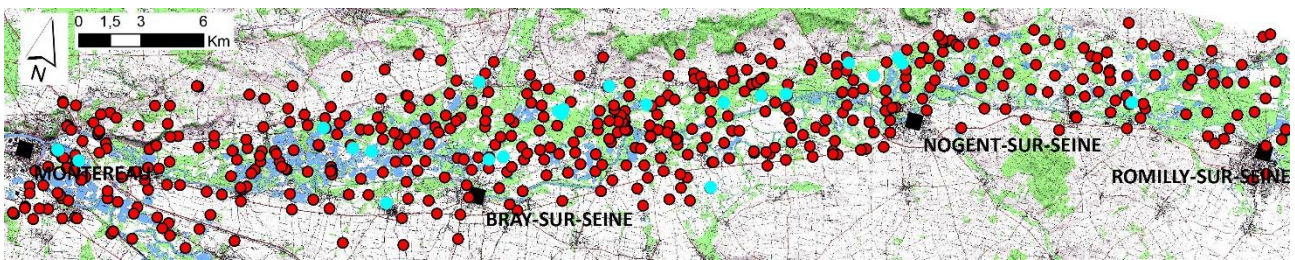 0 1,5 3 6
Km
N
NOGENT-SUR-SEINE
MONTEREAU
ROMILLY-SUR-SEINE
BRAY-SUR-SEINE